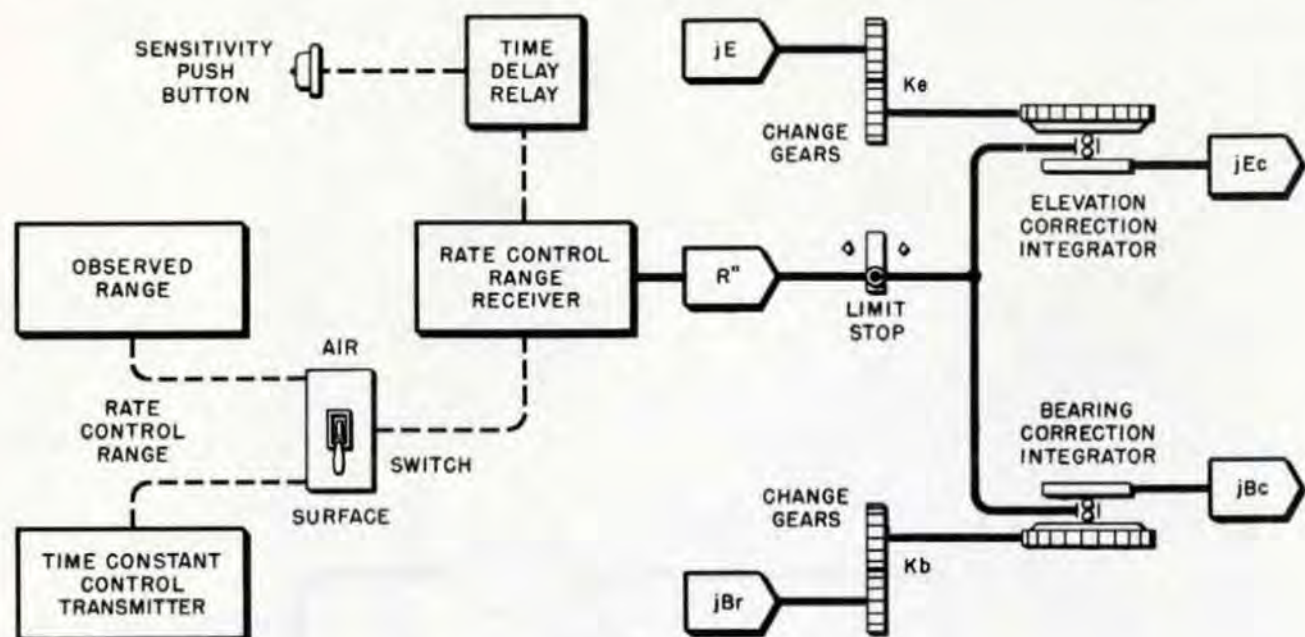 SENSITIVITY
PUSH
BUTTON
TIME
DELAY
RELAY
jE
Ke
CHANGE
GEARS
jEc
ELEVATION
CORRECTION
INTEGRATOR
OBSERVED
RANGE
RATE CONTROL
RANGE
RECEIVER
R"
LIMIT
STOP
AIR
RATE
CONTROL
RANGE
SWITCH
SURFACE
TIME CONSTANT
CONTROL
TRANSMITTER
BEARING
CORRECTION
INTEGRATOR
jBc
CHANGE
GEARS
Kb
jBr